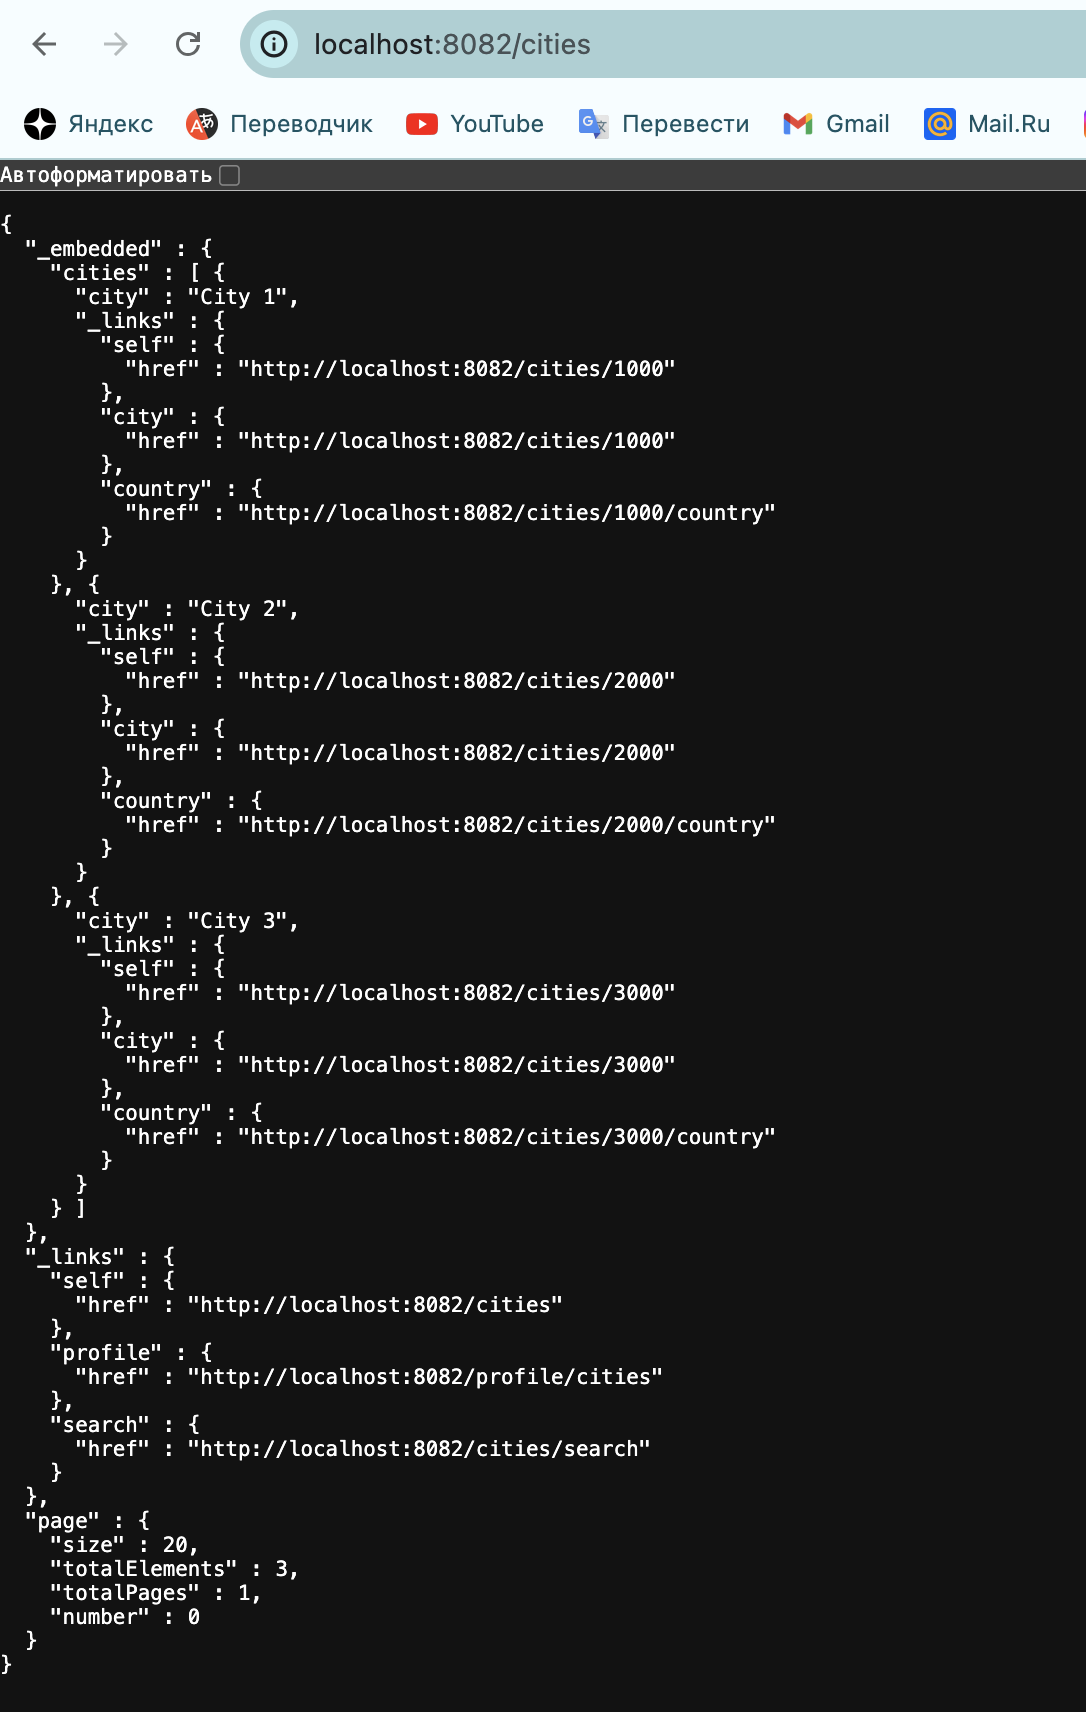 localhost:8082/cities
Яндекс Переводчик YouTube Перевести Gmail Mail.Ru
Автоформатировать
{
  "_embedded" : {
    "cities" : [ {
      "city" : "City 1",
      "_links" : {
        "self" : {
          "href" : "http://localhost:8082/cities/1000"
        },
        "city" : {
          "href" : "http://localhost:8082/cities/1000"
        },
        "country" : {
          "href" : "http://localhost:8082/cities/1000/country"
        }
      }
    }, {
      "city" : "City 2",
      "_links" : {
        "self" : {
          "href" : "http://localhost:8082/cities/2000"
        },
        "city" : {
          "href" : "http://localhost:8082/cities/2000"
        },
        "country" : {
          "href" : "http://localhost:8082/cities/2000/country"
        }
      }
    }, {
      "city" : "City 3",
      "_links" : {
        "self" : {
          "href" : "http://localhost:8082/cities/3000"
        },
        "city" : {
          "href" : "http://localhost:8082/cities/3000"
        },
        "country" : {
          "href" : "http://localhost:8082/cities/3000/country"
        }
      }
    } ]
  },
  "_links" : {
    "self" : {
      "href" : "http://localhost:8082/cities"
    },
    "profile" : {
      "href" : "http://localhost:8082/profile/cities"
    },
    "search" : {
      "href" : "http://localhost:8082/cities/search"
    }
  },
  "page" : {
    "size" : 20,
    "totalElements" : 3,
    "totalPages" : 1,
    "number" : 0
  }
}